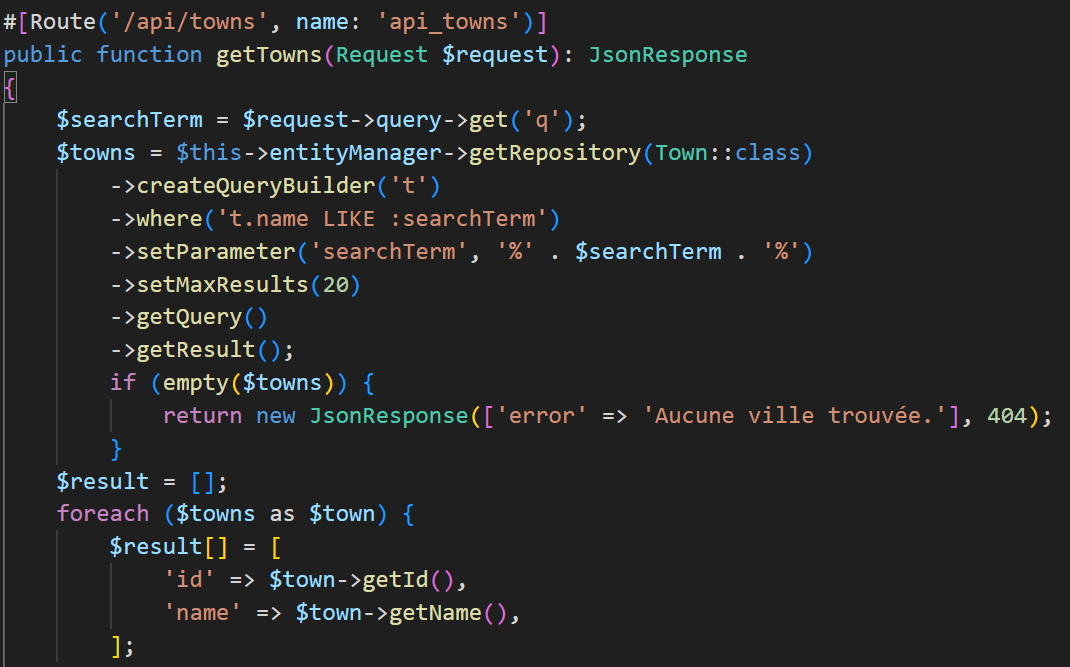 #[Route('/api/towns', name: 'api_towns')]
public function getTowns(Request $request): JsonResponse
{
    $searchTerm = $request->query->get('q');
    $towns = $this->entityManager->getRepository(Town::class)
        ->createQueryBuilder('t')
        ->where('t.name LIKE :searchTerm')
        ->setParameter('searchTerm', '%' . $searchTerm . '%')
        ->setMaxResults(20)
        ->getQuery()
        ->getResult();
        if (empty($towns)) {
            return new JsonResponse(['error' => 'Aucune ville trouvée.'], 404);
        }
    $result = [];
    foreach ($towns as $town) {
        $result[] = [
            'id' => $town->getId(),
            'name' => $town->getName(),
        ];